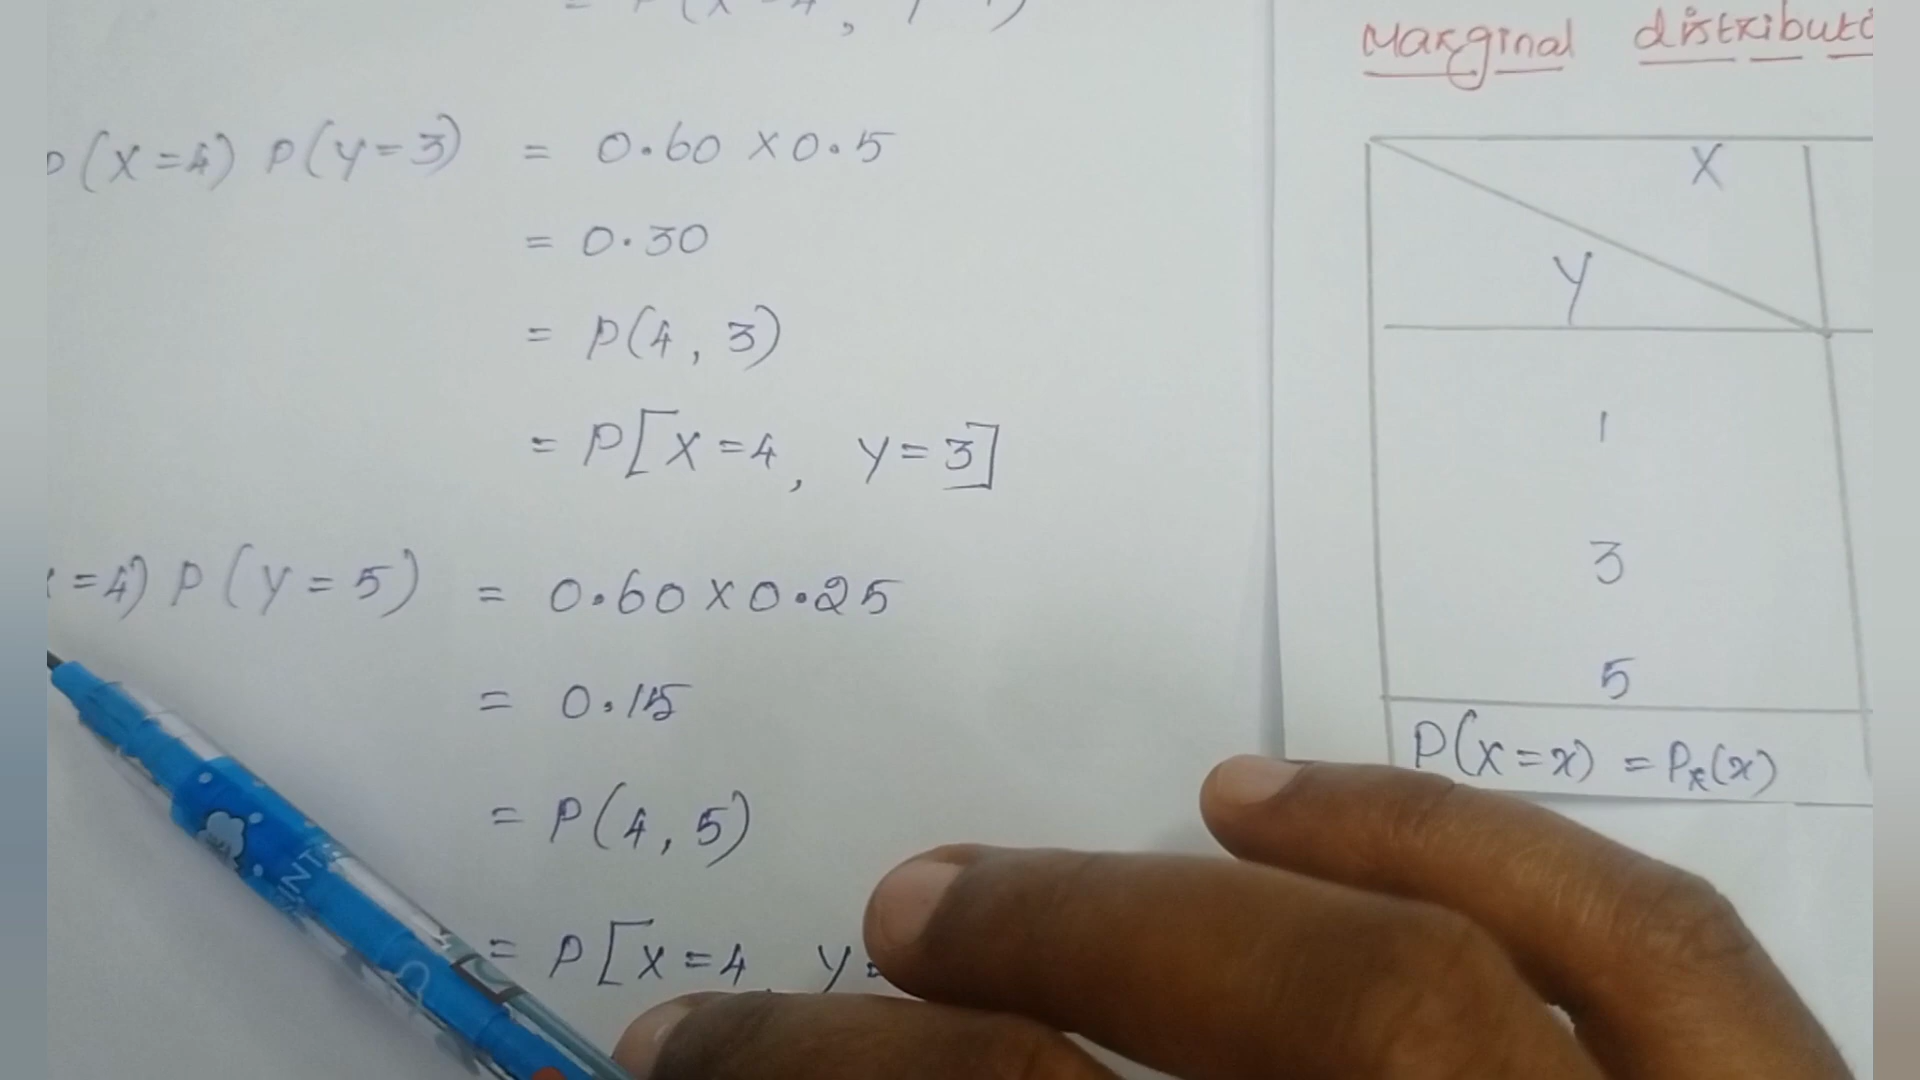 P(X=4) P(Y=3) = 0.60 X 0.5
= 0.30
= P(4, 3)
= P[X=4, Y=3]
=4) P(Y=5) = 0.60 X 0.25
= 0.15
= P(4, 5)
= P[X=4, Y=
Marginal distributi
X
Y
1
3
5
P(X=x) = Px(x)